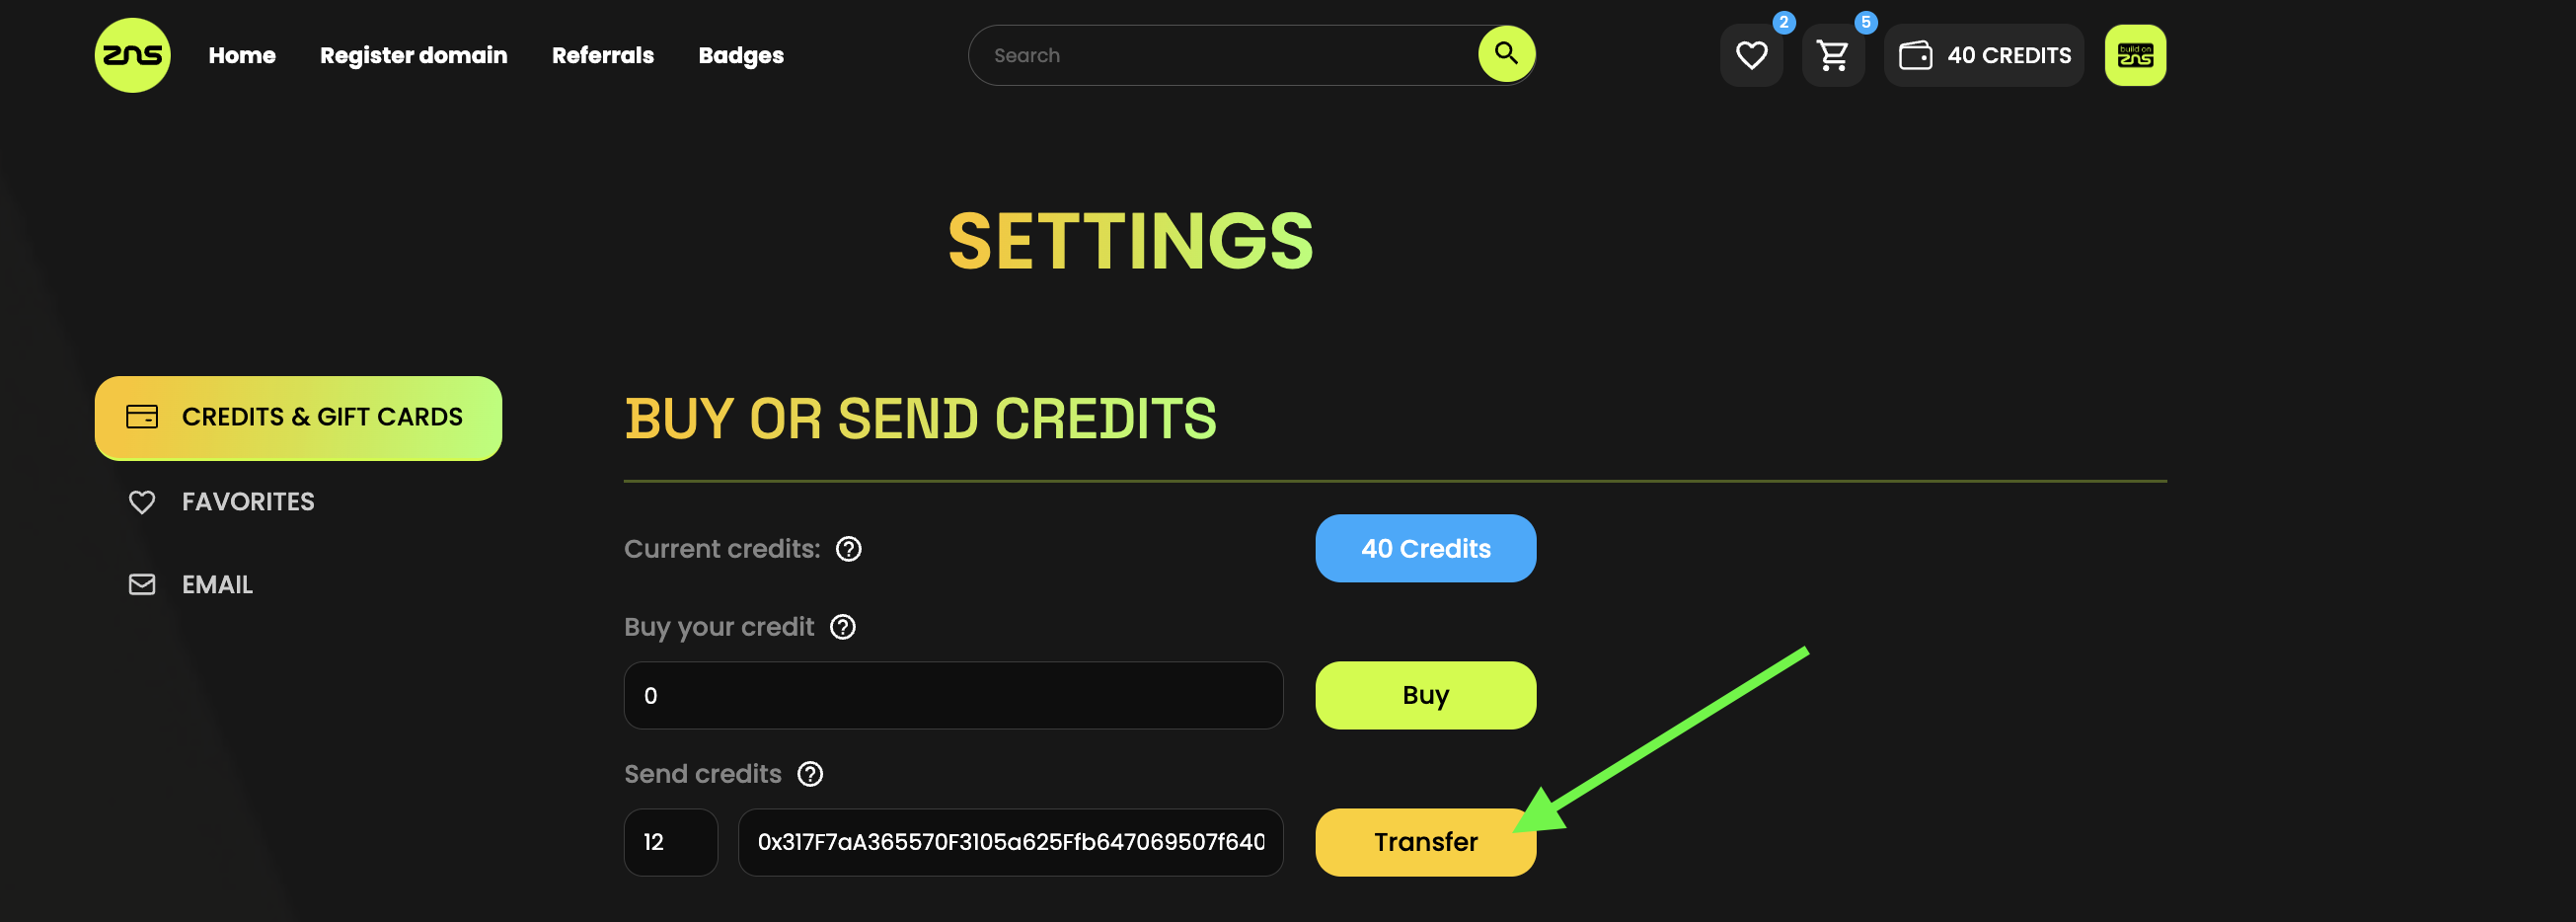 zns
Home
Register domain
Referrals
Badges
Search
2
5
40 CREDITS
build on
zns
SETTINGS
CREDITS & GIFT CARDS
FAVORITES
EMAIL
BUY OR SEND CREDITS
Current credits:
40 Credits
Buy your credit
0
Buy
Send credits
12
0x317F7aA365570F3105a625Ffb647069507f640
Transfer